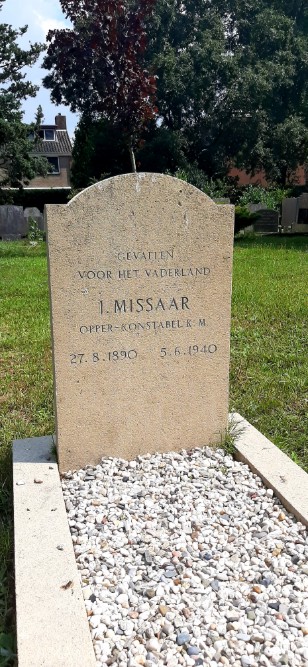 GEVALLEN
VOOR HET VADERLAND
I. MISSAAR
OPPER-KONSTABEL K. M.
27. 8. 1890 5. 6. 1940